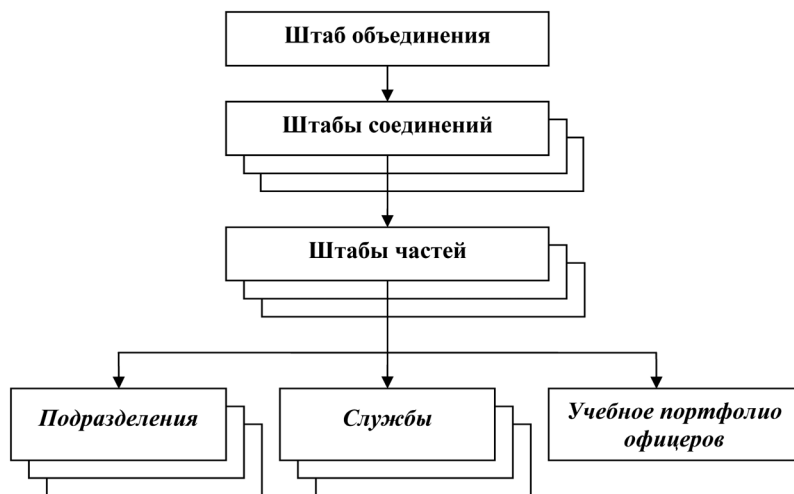 Штаб объединения
Штабы соединений
Штабы частей
Подразделения
Службы
Учебное портфолио
офицеров